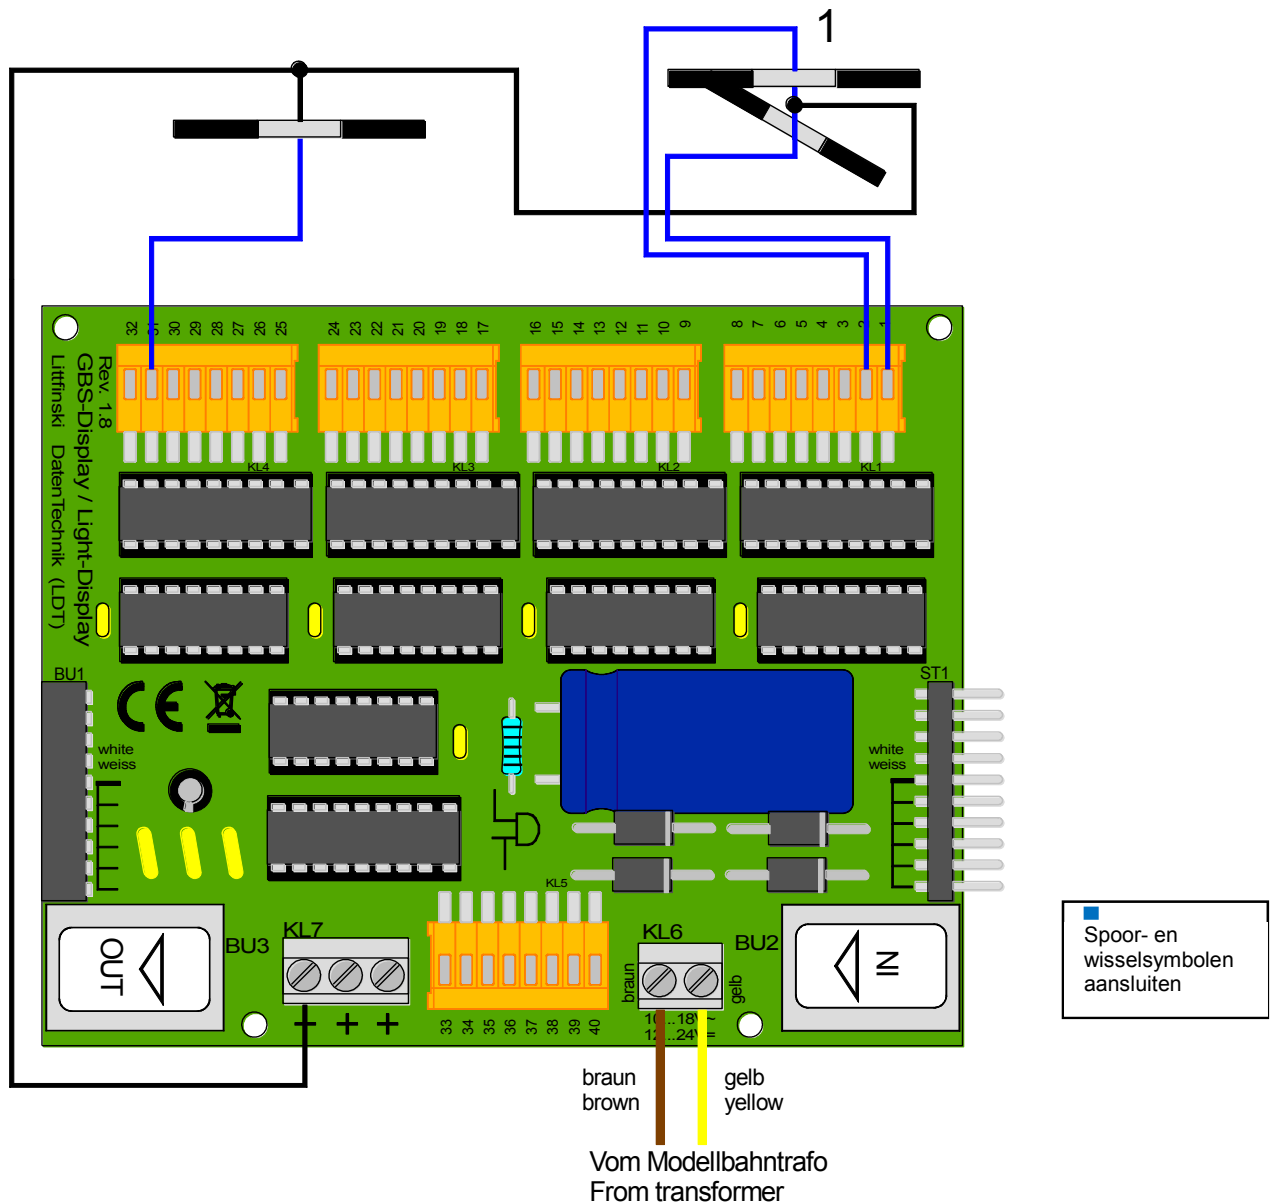 1
32 31 30 29 28 27 26 25
24 23 22 21 20 19 18 17
16 15 14 13 12 11 10 9
8 7 6 5 4 3 2 1
Rev. 1.8
GBS-Display / Light-Display
Littfinski DatenTechnik (LDT)
KL4
KL3
KL2
KL1
BU1
ST1
white
weiss
white
weiss
OUT
BU3
KL7
+ + +
KL5
33 34 35 36 37 38 39 40
KL6
braun
gelb
10...18V~
12...24V=
BU2
IN
Spoor- en
wisselsymbolen
aansluiten
braun
brown
gelb
yellow
Vom Modellbahntrafo
From transformer